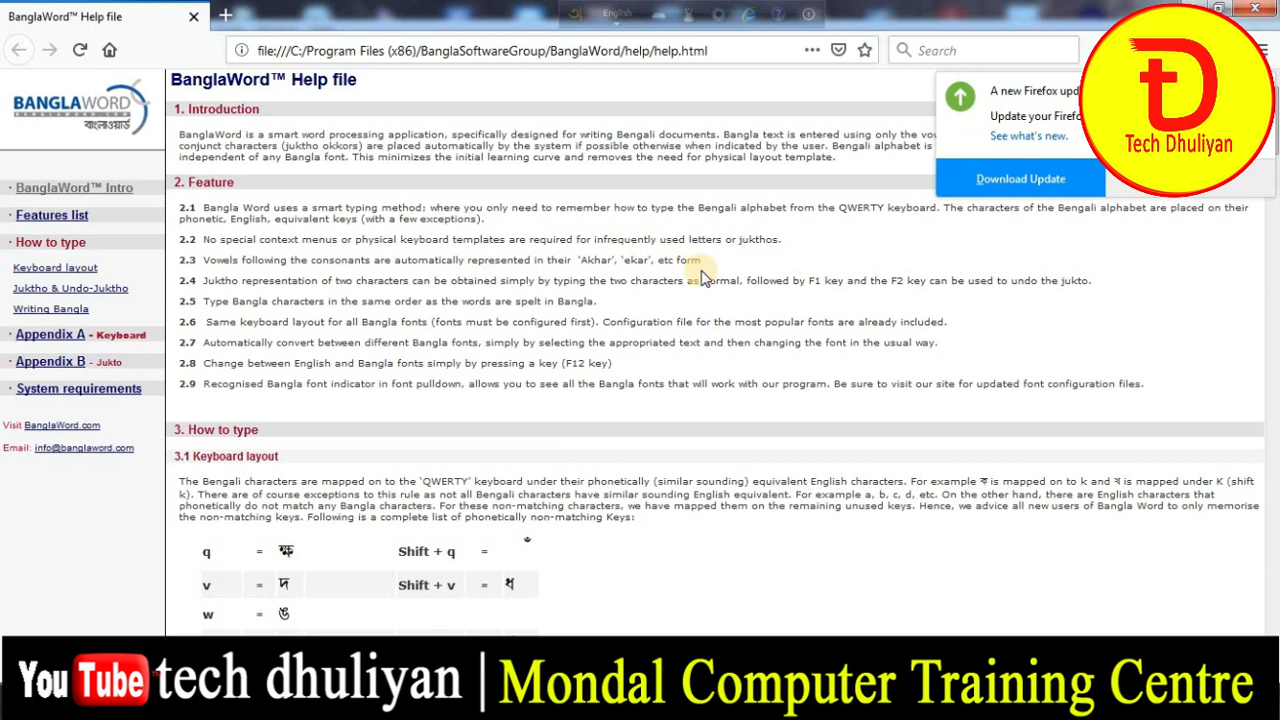 BanglaWord™ Help file
English
file:///C:/Program Files (x86)/BanglaSoftwareGroup/BanglaWord/help/help.html
Search
BANGLAWORD
BANGLAWORD.COM
বাংলাওয়ার্ড
· BanglaWord™ Intro
· Features list
· How to type
Keyboard layout
Juktho & Undo-Juktho
Writing Bangla
· Appendix A - Keyboard
· Appendix B - Jukto
· System requirements
Visit BanglaWord.com
Email: info@banglaword.com
BanglaWord™ Help file
1. Introduction
BanglaWord is a smart word processing application, specifically designed for writing Bengali documents. Bangla text is entered using only the
conjunct characters (juktho okkors) are placed automatically by the system if possible otherwise when indicated by the user. Bengali alphabet is
independent of any Bangla font. This minimizes the initial learning curve and removes the need for physical layout template.
2. Feature
2.1 Bangla Word uses a smart typing method; where you only need to remember how to type the Bengali alphabet from the QWERTY keyboard. The characters of the Bengali alphabet are placed on their
phonetic, English, equivalent keys (with a few exceptions).
2.2 No special context menus or physical keyboard templates are required for infrequently used letters or jukthos.
2.3 Vowels following the consonants are automatically represented in their 'Akhar', 'ekar', etc form
2.4 Juktho representation of two characters can be obtained simply by typing the two characters as normal, followed by F1 key and the F2 key can be used to undo the jukto.
2.5 Type Bangla characters in the same order as the words are spelt in Bangla.
2.6 Same keyboard layout for all Bangla fonts (fonts must be configured first). Configuration file for the most popular fonts are already included.
2.7 Automatically convert between different Bangla fonts, simply by selecting the appropriated text and then changing the font in the usual way.
2.8 Change between English and Bangla fonts simply by pressing a key (F12 key)
2.9 Recognised Bangla font indicator in font pulldown, allows you to see all the Bangla fonts that will work with our program. Be sure to visit our site for updated font configuration files.
3. How to type
3.1 Keyboard layout
The Bengali characters are mapped on to the 'QWERTY' keyboard under their phonetically (similar sounding) equivalent English characters. For example ক is mapped on to k and খ is mapped under K (shift
k). There are of course exceptions to this rule as not all Bengali characters have similar sounding English equivalent. For example a, b, c, d, etc. On the other hand, there are English characters that
phonetically do not match any Bangla characters. For these non-matching characters, we have mapped them on the remaining unused keys. Hence, we advice all new users of Bangla Word to only memorise
the non-matching keys. Following is a complete list of phonetically non-matching Keys:
q = ক্ষ Shift + q = ঁ
v = দ Shift + v = ধ
w = ঙ
A new Firefox
Update your
See what's new.
Download Update
Tech Dhuliyan
You Tube tech dhuliyan | Mondal Computer Training Centre